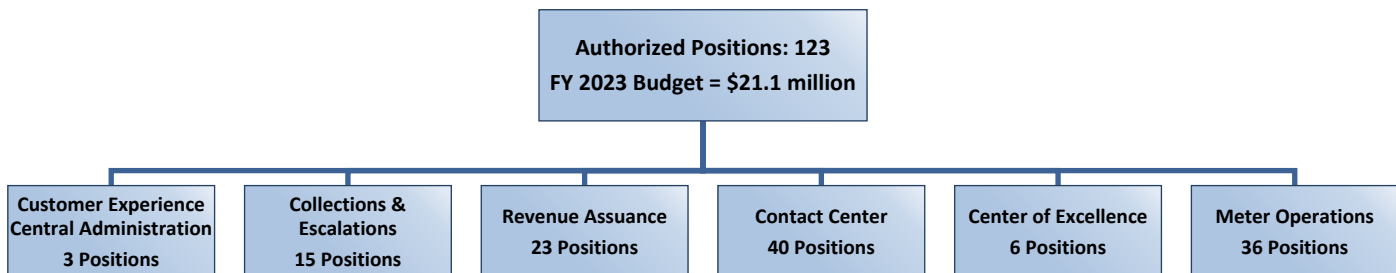 Authorized Positions: 123
FY 2023 Budget = $21.1 million
Customer Experience
Central Administration
3 Positions
Collections &
Escalations
15 Positions
Revenue Assuance
23 Positions
Contact Center
40 Positions
Center of Excellence
6 Positions
Meter Operations
36 Positions